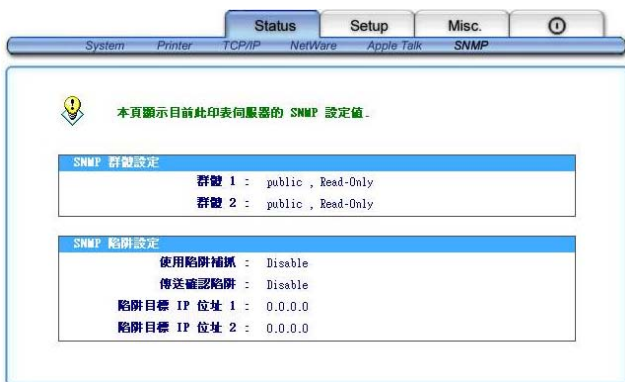 Status Setup Misc.
System Printer TCP/IP NetWare Apple Talk SNMP
本頁顯示目前此印表伺服器的 SNMP 設定值.
SNMP 群體設定
群體 1 : public , Read-Only
群體 2 : public , Read-Only
SNMP 陷阱設定
使用陷阱補抓 : Disable
傳送確認陷阱 : Disable
陷阱目標 IP 位址 1 : 0.0.0.0
陷阱目標 IP 位址 2 : 0.0.0.0